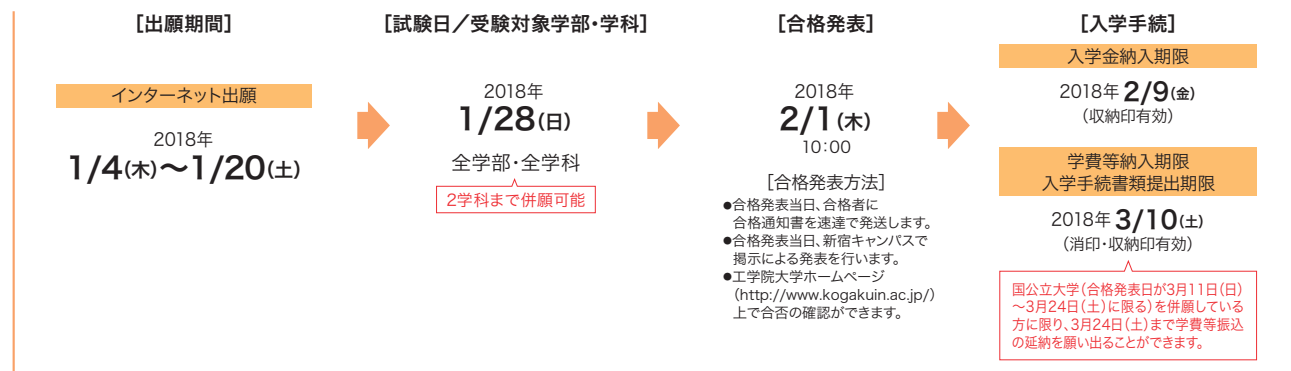 ［出願期間］
インターネット出願
2018年
1/4(木)～1/20(土)
［試験日／受験対象学部・学科］
2018年
1/28(日)
全学部・全学科
2学科まで併願可能
［合格発表］
2018年
2/1(木)
10：00
［合格発表方法］
●合格発表当日、合格者に
合格通知書を速達で発送します。
●合格発表当日、新宿キャンパスで
掲示による発表を行います。
●工学院大学ホームページ
（http://www.kogakuin.ac.jp/）
上で合否の確認ができます。
［入学手続］
入学金納入期限
2018年 2/9(金)
（収納印有効）
学費等納入期限
入学手続書類提出期限
2018年 3/10(土)
（消印・収納印有効）
国公立大学（合格発表日が3月11日（日）
～3月24日（土）に限る）を併願している
方に限り、3月24日（土）まで学費等振込
の延納を願い出ることができます。